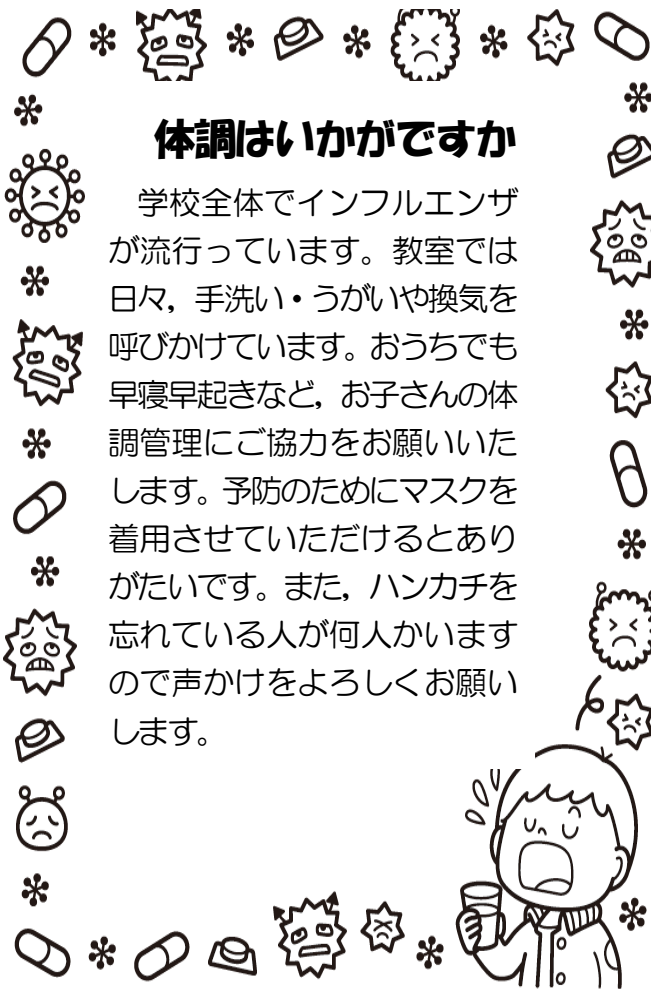 体調はいかがですか
　学校全体でインフルエンザ
が流行っています。教室では
日々，手洗い・うがいや換気を
呼びかけています。おうちでも
早寝早起きなど，お子さんの体
調管理にご協力をお願いいた
します。予防のためにマスクを
着用させていただけるとあり
がたいです。また，ハンカチを
忘れている人が何人かいます
ので声かけをよろしくお願い
します。